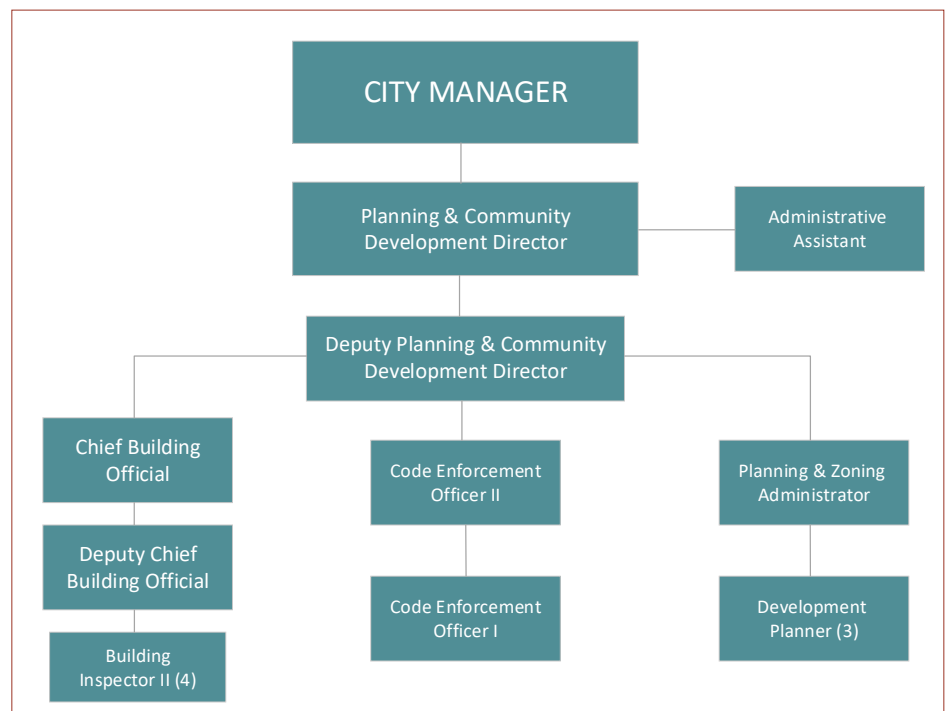 CITY MANAGER
Planning & Community
Development Director
Administrative
Assistant
Deputy Planning & Community
Development Director
Chief Building
Official
Code Enforcement
Officer II
Planning & Zoning
Administrator
Deputy Chief
Building Official
Code Enforcement
Officer I
Development
Planner (3)
Building
Inspector II (4)